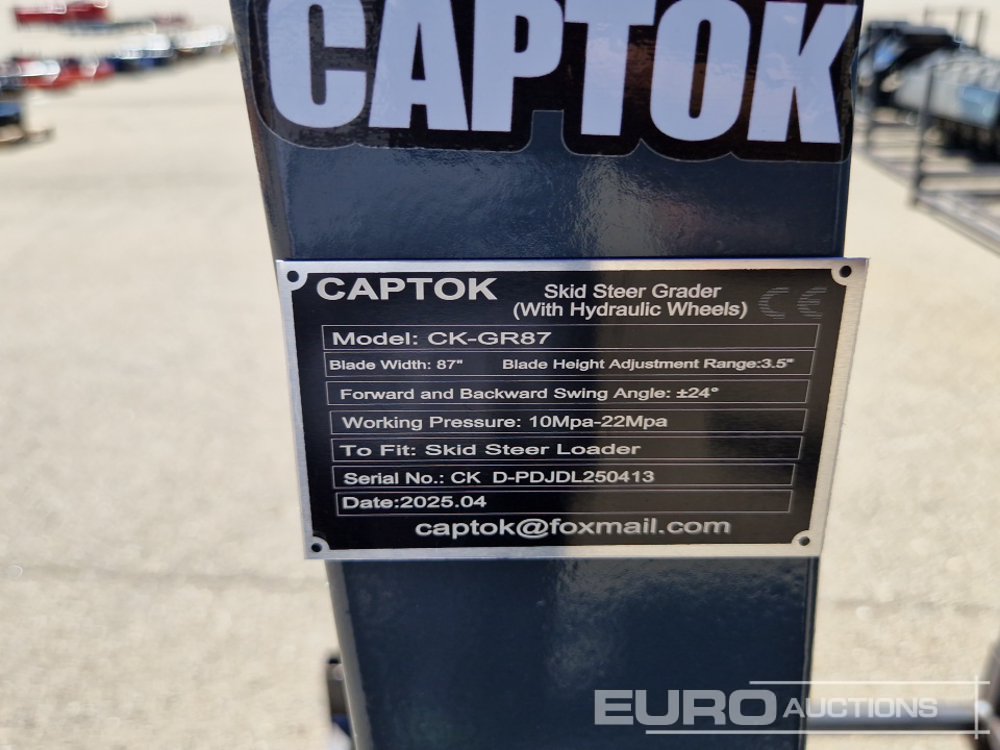 CAPTOK
CAPTOK
Skid Steer Grader
(With Hydraulic Wheels)
CE
Model: CK-GR87
Blade Width: 87" Blade Height Adjustment Range:3.5"
Forward and Backward Swing Angle: ±24°
Working Pressure: 10Mpa-22Mpa
To Fit: Skid Steer Loader
Serial No.: CK D-PDJDL250413
Date:2025.04
captok@foxmail.com
EURO AUCTIONS